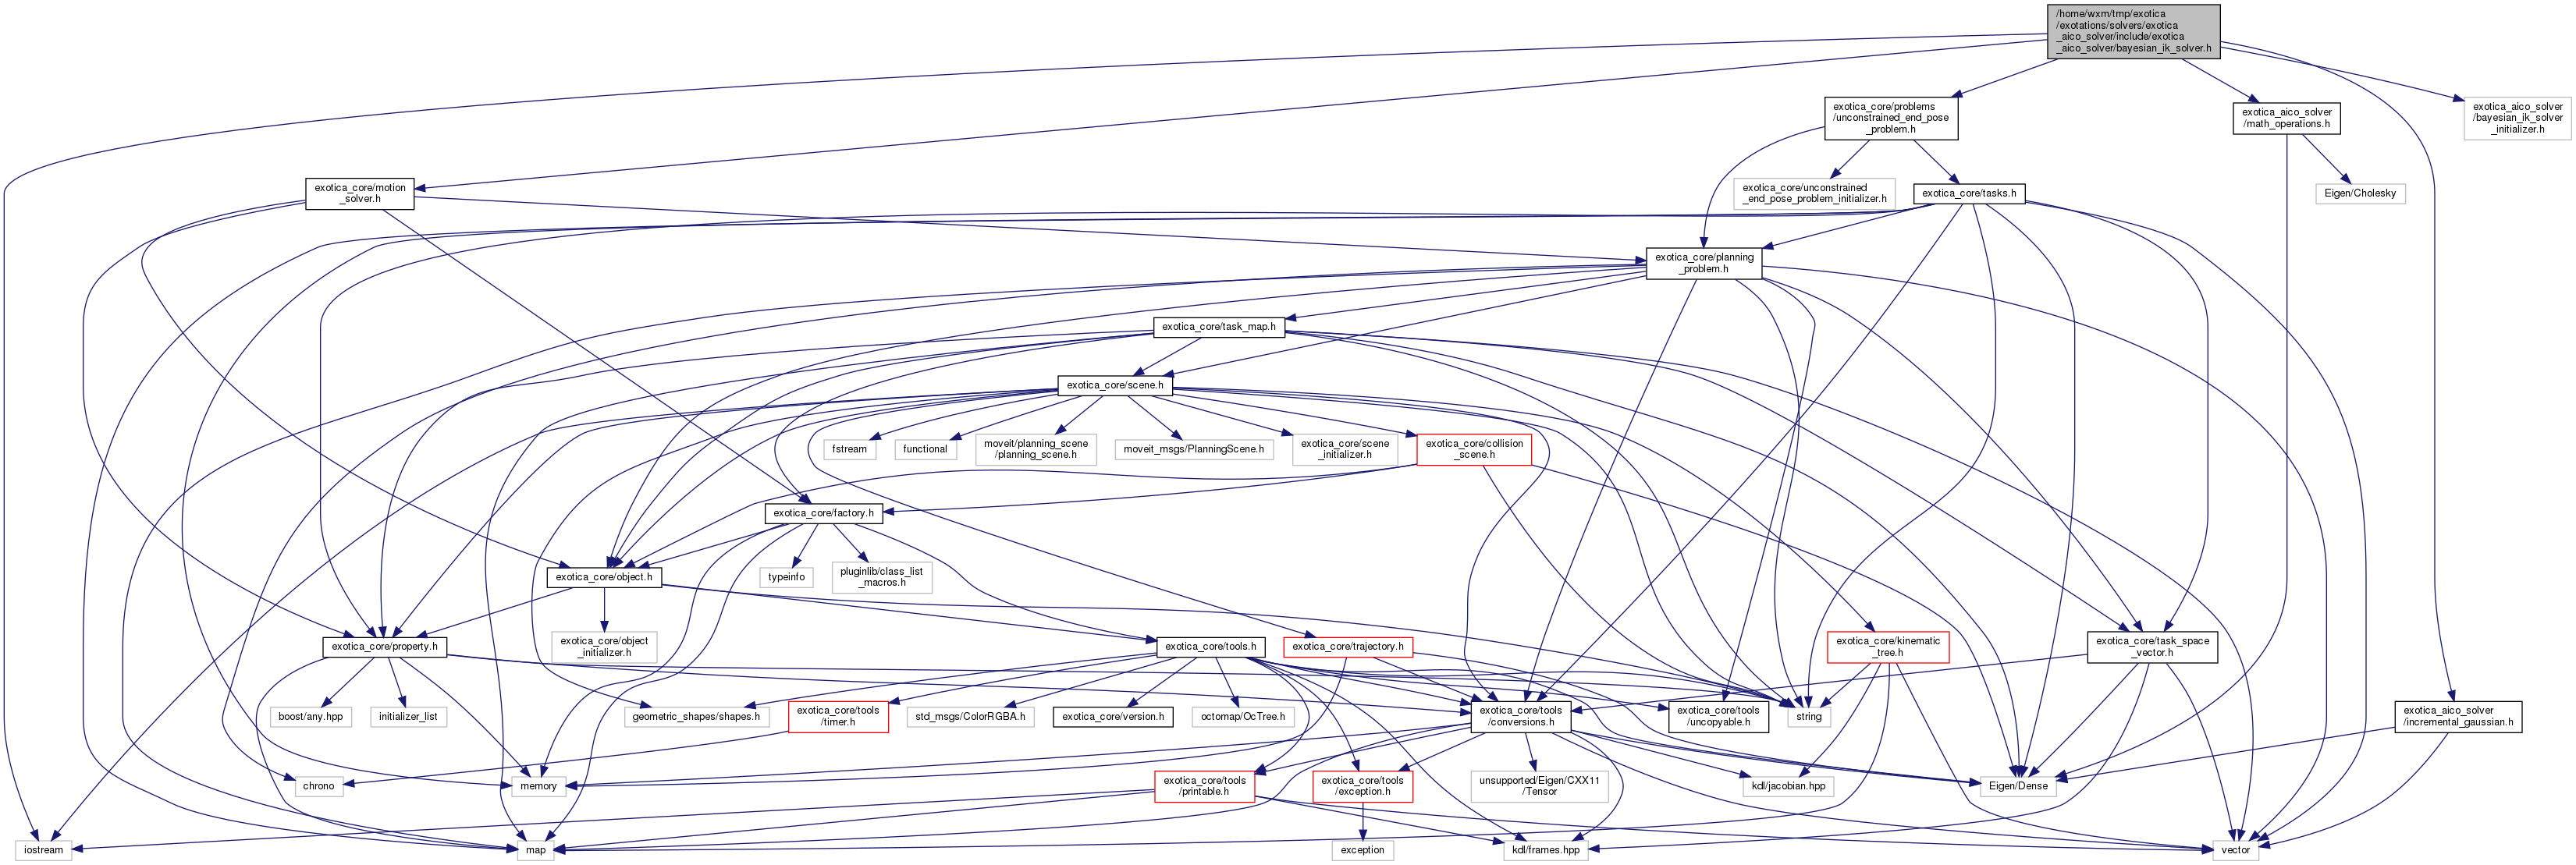 /home/wxm/tmp/exotica
/exotations/solvers/exotica
_aico_solver/include/exotica
_aico_solver/bayesian_ik_solver.h
exotica_core/problems
/unconstrained_end_pose
_problem.h
exotica_aico_solver
/math_operations.h
exotica_aico_solver
/bayesian_ik_solver
_initializer.h
exotica_core/motion
_solver.h
exotica_core/unconstrained
_end_pose_problem_initializer.h
exotica_core/tasks.h
Eigen/Cholesky
exotica_core/planning
_problem.h
exotica_core/task_map.h
exotica_core/scene.h
fstream
functional
moveit/planning_scene
/planning_scene.h
moveit_msgs/PlanningScene.h
exotica_core/scene
_initializer.h
exotica_core/collision
_scene.h
exotica_core/factory.h
exotica_core/object.h
typeinfo
pluginlib/class_list
_macros.h
exotica_core/property.h
exotica_core/object
_initializer.h
exotica_core/tools.h
exotica_core/trajectory.h
exotica_core/kinematic
_tree.h
exotica_core/task_space
_vector.h
boost/any.hpp
initializer_list
geometric_shapes/shapes.h
exotica_core/tools
/timer.h
std_msgs/ColorRGBA.h
exotica_core/version.h
octomap/OcTree.h
exotica_core/tools
/conversions.h
exotica_core/tools
/uncopyable.h
string
exotica_aico_solver
/incremental_gaussian.h
chrono
memory
exotica_core/tools
/printable.h
exotica_core/tools
/exception.h
unsupported/Eigen/CXX11
/Tensor
kdl/jacobian.hpp
Eigen/Dense
iostream
map
exception
kdl/frames.hpp
vector